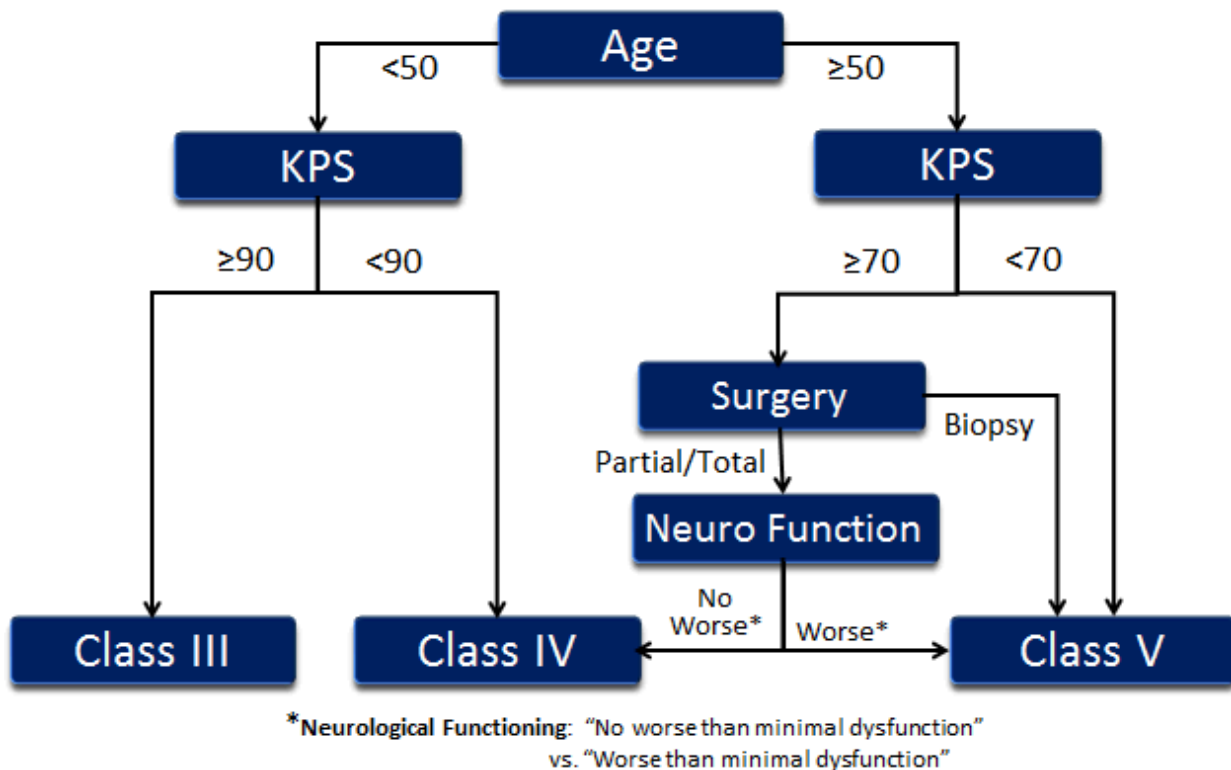 Age
<50
≥50
KPS
KPS
≥90
<90
≥70
<70
Surgery
Biopsy
Partial/Total
Neuro Function
No
Worse*
Worse*
Class III
Class IV
Class V
*Neurological Functioning: “No worse than minimal dysfunction”
vs. “Worse than minimal dysfunction”